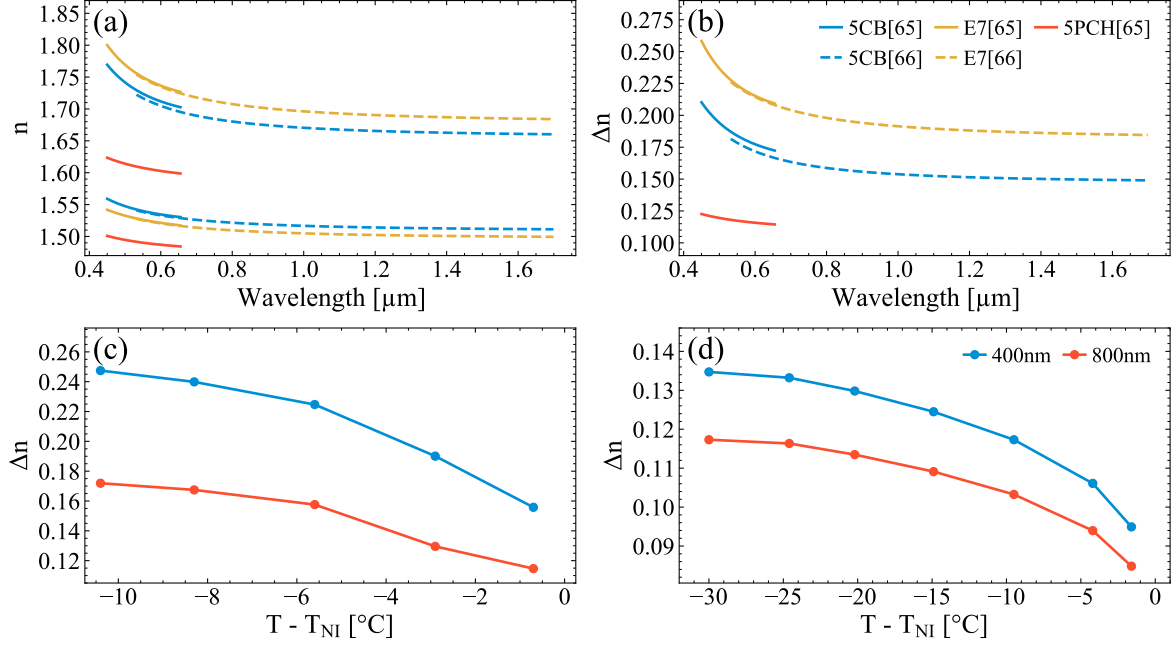 (a)
n
1.85
1.80
1.75
1.70
1.65
1.60
1.55
1.50
0.4 0.6 0.8 1.0 1.2 1.4 1.6
Wavelength [µm]
(b)
5CB[65] E7[65] 5PCH[65]
5CB[66] E7[66]
Δn
0.275
0.250
0.225
0.200
0.175
0.150
0.125
0.100
0.4 0.6 0.8 1.0 1.2 1.4 1.6
Wavelength [µm]
(c)
Δn
0.26
0.24
0.22
0.20
0.18
0.16
0.14
0.12
−10 −8 −6 −4 −2 0
T - TNI [°C]
(d)
400nm 800nm
Δn
0.14
0.13
0.12
0.11
0.10
0.09
−30 −25 −20 −15 −10 −5 0
T - TNI [°C]